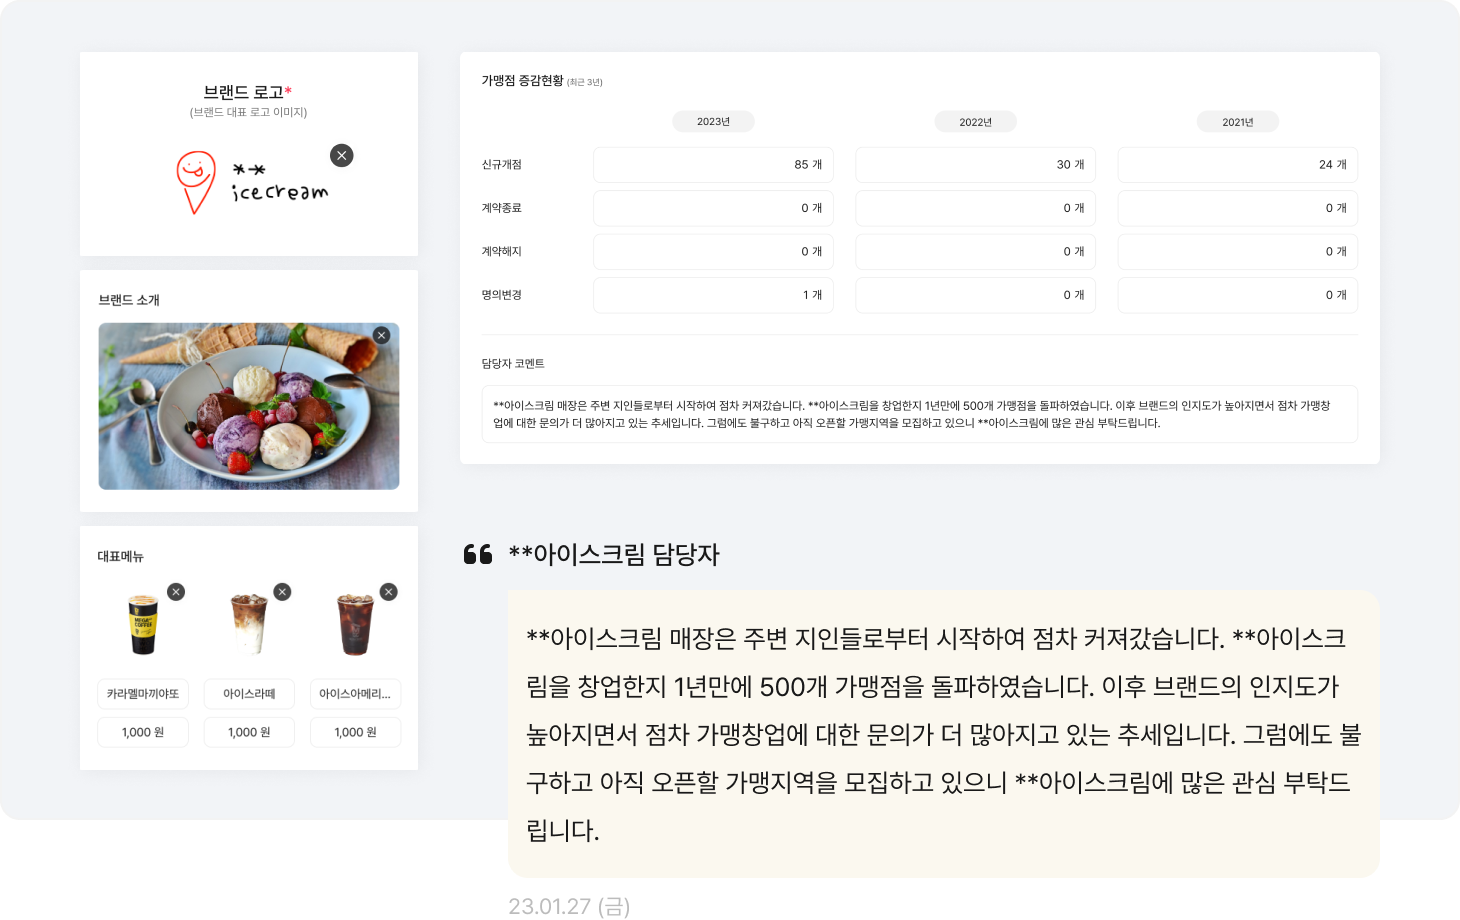 브랜드 로고*
(브랜드 대표 로고 이미지)
**
icecream
브랜드 소개
대표메뉴
MEGA
COFFEE
카라멜마끼야또
아이스라떼
아이스아메리...
1,000 원
1,000 원
1,000 원
가맹점 증감현황 (최근 3년)
2023년
2022년
2021년
신규개점
85 개
30 개
24 개
계약종료
0 개
0 개
0 개
계약해지
0 개
0 개
0 개
명의변경
1 개
0 개
0 개
담당자 코멘트
**아이스크림 매장은 주변 지인들로부터 시작하여 점차 커져갔습니다. **아이스크림을 창업한지 1년만에 500개 가맹점을 돌파하였습니다. 이후 브랜드의 인지도가 높아지면서 점차 가맹창
업에 대한 문의가 더 많아지고 있는 추세입니다. 그럼에도 불구하고 아직 오픈할 가맹지역을 모집하고 있으니 **아이스크림에 많은 관심 부탁드립니다.
**아이스크림 담당자
**아이스크림 매장은 주변 지인들로부터 시작하여 점차 커져갔습니다. **아이스크
림을 창업한지 1년만에 500개 가맹점을 돌파하였습니다. 이후 브랜드의 인지도가
높아지면서 점차 가맹창업에 대한 문의가 더 많아지고 있는 추세입니다. 그럼에도 불
구하고 아직 오픈할 가맹지역을 모집하고 있으니 **아이스크림에 많은 관심 부탁드
립니다.
23.01.27 (금)